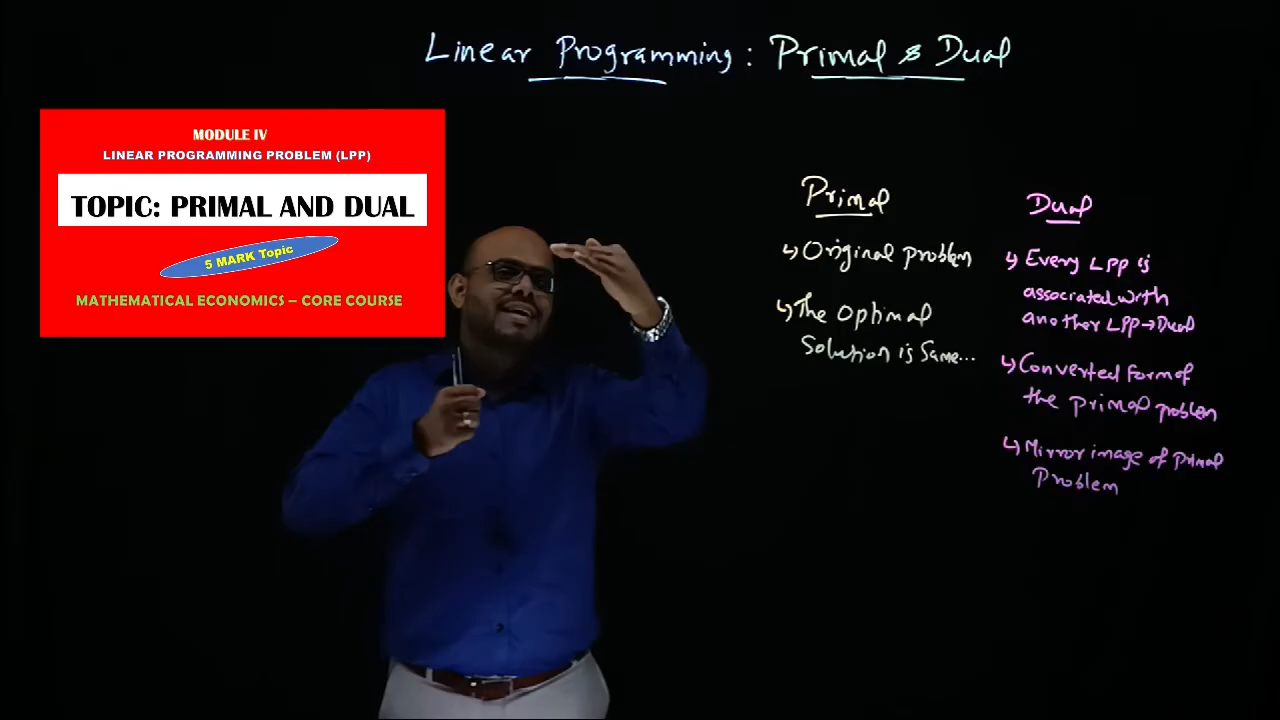 Linear Programming : Primal & Dual
MODULE IV
LINEAR PROGRAMMING PROBLEM (LPP)
TOPIC: PRIMAL AND DUAL
5 MARK Topic
MATHEMATICAL ECONOMICS – CORE COURSE
Primal
↳ Original problem
↳ The optimal
Solution is Same...
Dual
↳ Every LPP is
associated with
another LPP→Dual
↳ Converted form of
the primal problem
↳ Mirror image of primal
Problem